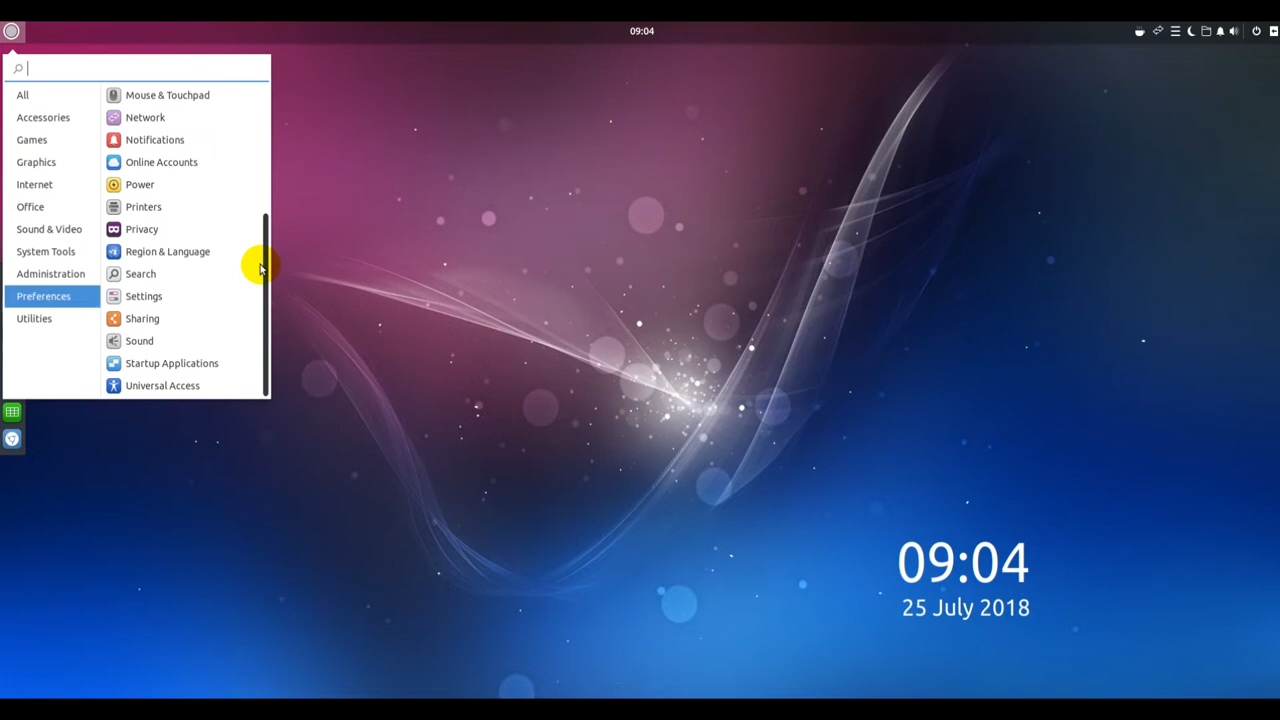 09:04
All
Accessories
Games
Graphics
Internet
Office
Sound & Video
System Tools
Administration
Preferences
Utilities
Mouse & Touchpad
Network
Notifications
Online Accounts
Power
Printers
Privacy
Region & Language
Search
Settings
Sharing
Sound
Startup Applications
Universal Access
09:04
25 July 2018